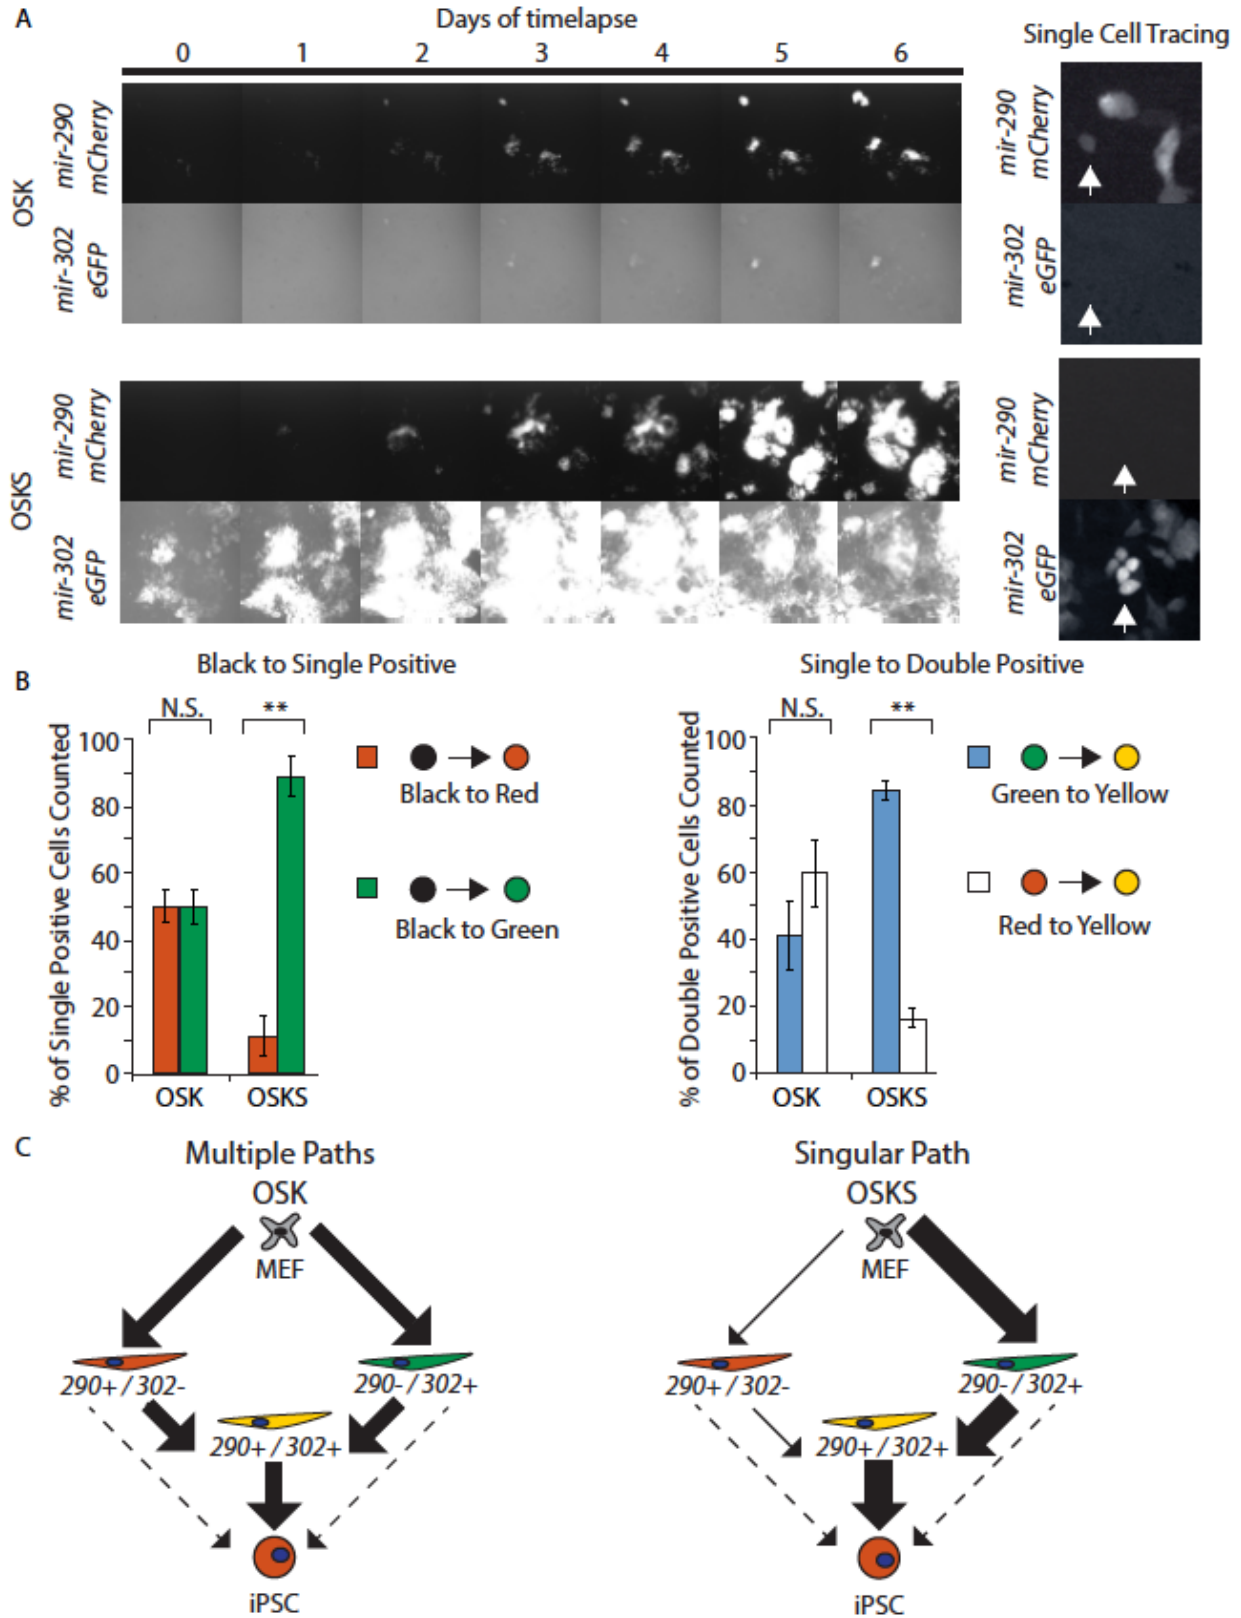 A
Days of timelapse
0 1 2 3 4 5 6
Single Cell Tracing
OSK
mir-290
mCherry
mir-302
eGFP
mir-290
mCherry
mir-302
eGFP
OSKS
mir-290
mCherry
mir-302
eGFP
mir-290
mCherry
mir-302
eGFP
B
Black to Single Positive
% of Single Positive Cells Counted
100
80
60
40
20
0
N.S.
**
OSK
OSKS
Black to Red
Black to Green
Single to Double Positive
% of Double Positive Cells Counted
100
80
60
40
20
0
N.S.
**
OSK
OSKS
Green to Yellow
Red to Yellow
C
Multiple Paths
OSK
MEF
290+/302-
290-/302+
290+/302+
iPSC
Singular Path
OSKS
MEF
290+/302-
290-/302+
290+/302+
iPSC